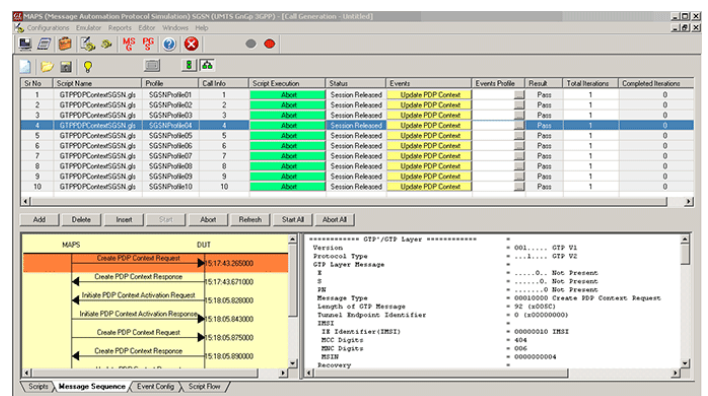 MAPS (Message Automation Protocol Simulation) SGSN (UMTS GnGp 3GPP) - [Call Generation - Untitled]
Configurations Emulator Reports Editor Windows Help
Sr No Script Name Profile Call Info Script Execution Status Events Events Profile Result Total Iterations Completed Iterations
1 GTPPDPContextSGSN.gls SGSNProfile01 1 Abort Session Released Update PDP Context Pass 1 0
2 GTPPDPContextSGSN.gls SGSNProfile02 2 Abort Session Released Update PDP Context Pass 1 0
3 GTPPDPContextSGSN.gls SGSNProfile03 3 Abort Session Released Update PDP Context Pass 1 0
4 GTPPDPContextSGSN.gls SGSNProfile04 4 Abort Session Released Update PDP Context Pass 1 0
5 GTPPDPContextSGSN.gls SGSNProfile05 5 Abort Session Released Update PDP Context Pass 1 0
6 GTPPDPContextSGSN.gls SGSNProfile06 6 Abort Session Released Update PDP Context Pass 1 0
7 GTPPDPContextSGSN.gls SGSNProfile07 7 Abort Session Released Update PDP Context Pass 1 0
8 GTPPDPContextSGSN.gls SGSNProfile08 8 Abort Session Released Update PDP Context Pass 1 0
9 GTPPDPContextSGSN.gls SGSNProfile09 9 Abort Session Released Update PDP Context Pass 1 0
10 GTPPDPContextSGSN.gls SGSNProfile10 10 Abort Session Released Update PDP Context Pass 1 0
Add Delete Insert Start Abort Refresh Start All Abort All
MAPS DUT
Create PDP Context Request 15:17:43.265000
Create PDP Context Response 15:17:43.671000
Initiate PDP Context Activation Request 15:18:05.828000
Initiate PDP Context Activation Response 15:18:05.843000
Create PDP Context Request 15:18:05.875000
Create PDP Context Response 15:18:05.890000
============ GTP'/GTP Layer ============ =
Version = 001..... GTP V1
Protocol Type = ...1.... GTP V2
GTP Layer Message
E = .....0.. Not Present
S = ......0. Not Present
PN = .......0 Not Present
Message Type = 00010000 Create PDP Context Request
Length of GTP Message = 92 (x005C)
Tunnel Endpoint Identifier = 0 (x00000000)
IMSI =
IE Identifier(IMSI) = 00000010 IMSI
MCC Digits = 404
MNC Digits = 006
MSIN = 0000000004
Recovery =
Scripts Message Sequence Event Config Script Flow